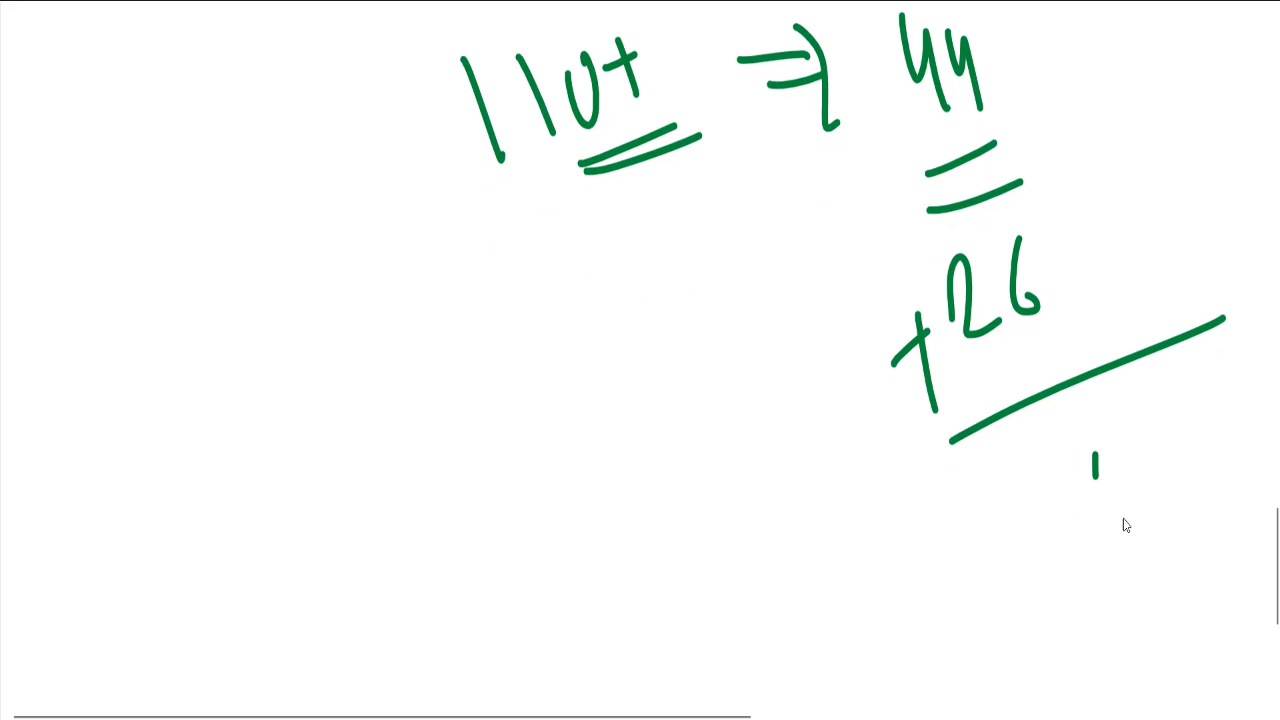 110+ => 44
=
+26
1